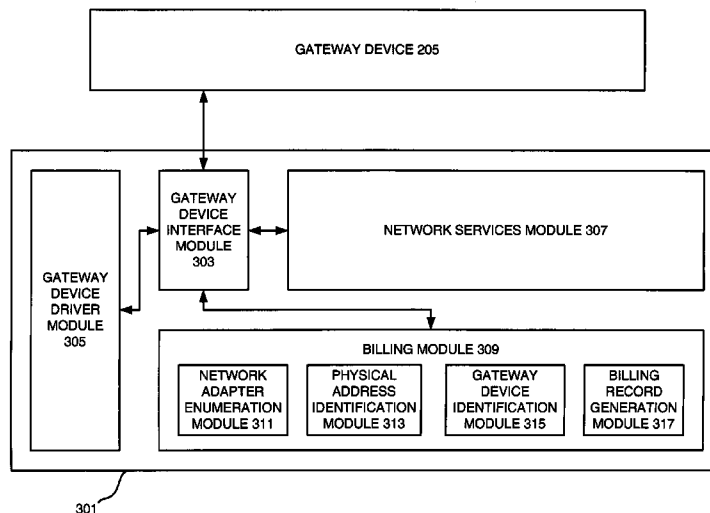 GATEWAY DEVICE 205
GATEWAY
DEVICE
INTERFACE
MODULE
303
NETWORK SERVICES MODULE 307
GATEWAY
DEVICE
DRIVER
MODULE
305
BILLING MODULE 309
NETWORK
ADAPTER
ENUMERATION
MODULE 311
PHYSICAL
ADDRESS
IDENTIFICATION
MODULE 313
GATEWAY
DEVICE
IDENTIFICATION
MODULE 315
BILLING
RECORD
GENERATION
MODULE 317
301